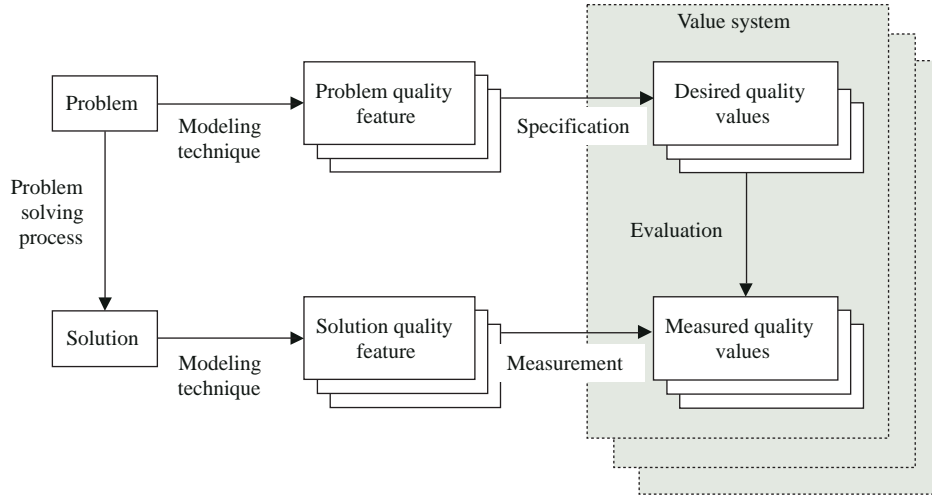 Value system
Problem
Modeling
technique
Problem quality
feature
Specification
Desired quality
values
Problem
solving
process
Evaluation
Solution
Modeling
technique
Solution quality
feature
Measurement
Measured quality
values